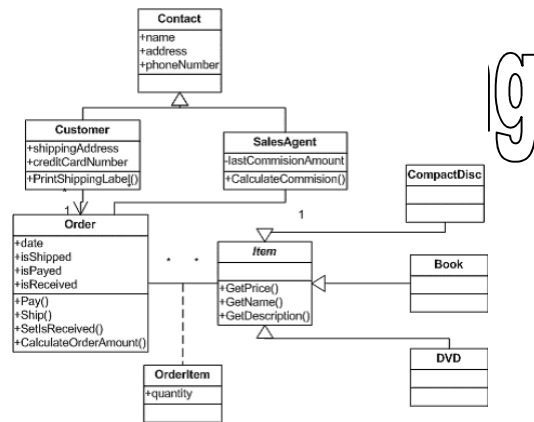 Contact
+name
+address
+phoneNumber
g
Customer
+shippingAddress
+creditCardNumber
+PrintShippingLabel()
SalesAgent
-lastCommisionAmount
+CalculateCommision()
CompactDisc
*
1
1
Order
+date
+isShipped
+isPayed
+isReceived
+Pay()
+Ship()
+SetIsReceived()
+CalculateOrderAmount()
* *
Item
+GetPrice()
+GetName()
+GetDescription()
Book
DVD
OrderItem
+quantity